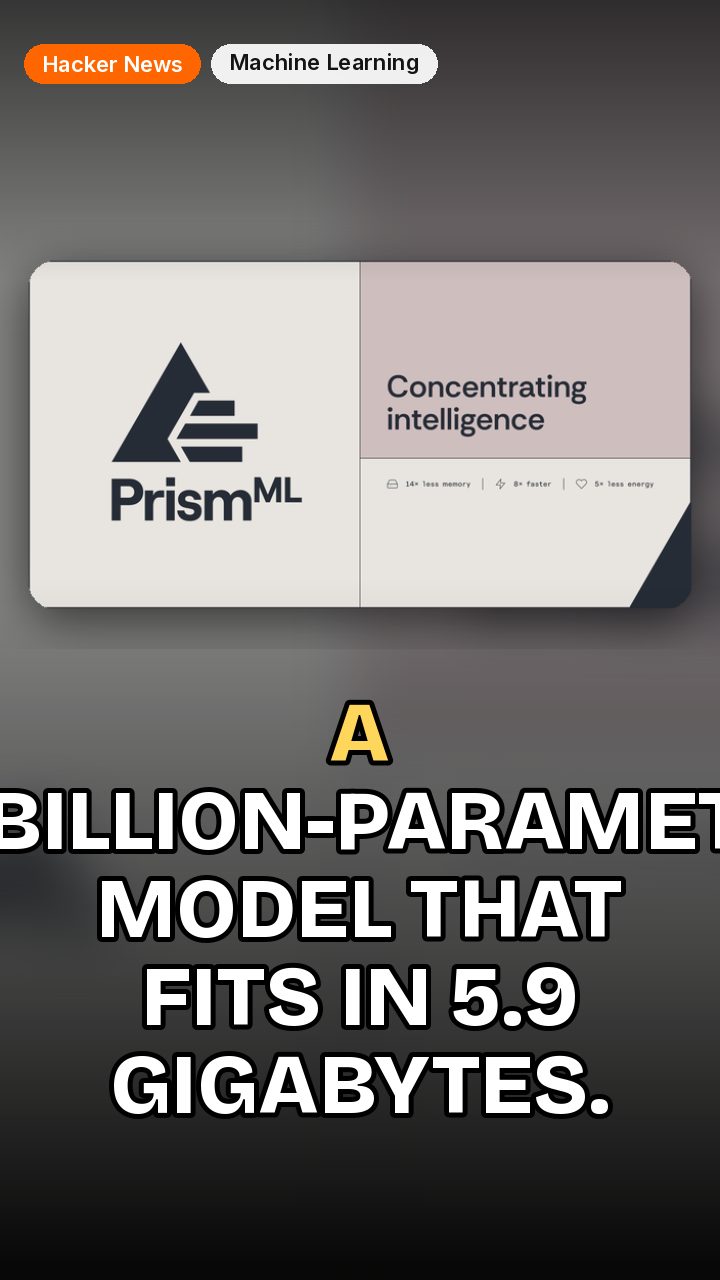 Hacker News
Machine Learning
PrismML
Concentrating
intelligence
14× less memory | 8× faster | 5× less energy
A
BILLION-PARAMET
MODEL THAT
FITS IN 5.9
GIGABYTES.